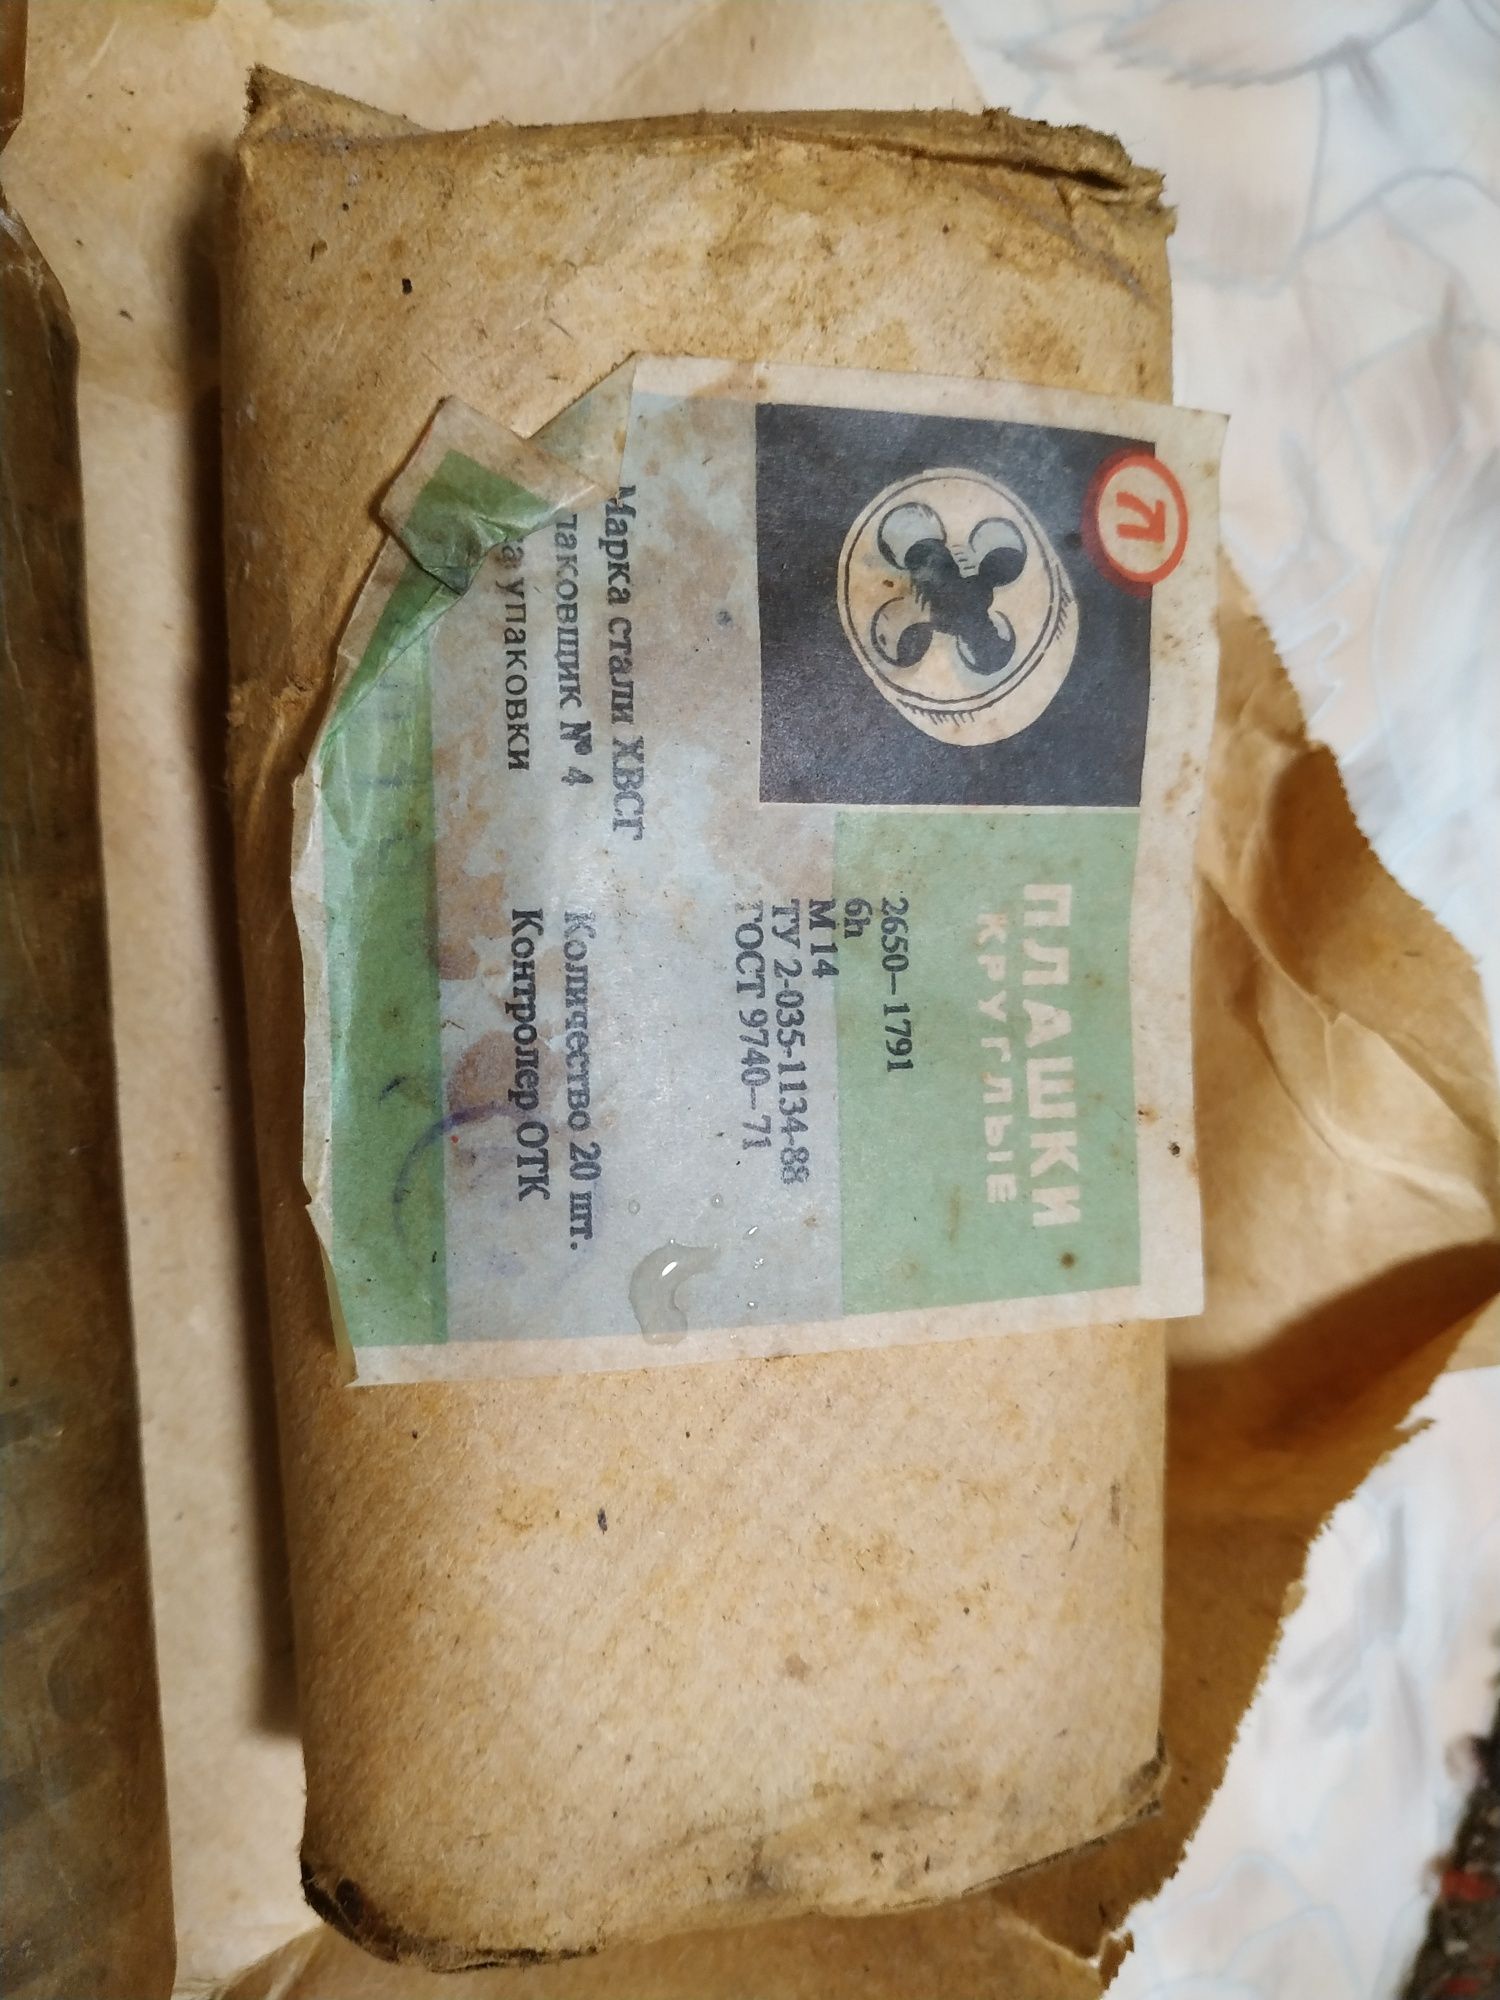 ПЛАШКИ
КРУГЛЫЕ
2650—1791
6h
М 14
ТУ 2-035-1134-88
ГОСТ 9740—71
Марка стали ХВСГ
паковщик № 4
а упаковки
Количество 20 шт.
Контролер ОТК